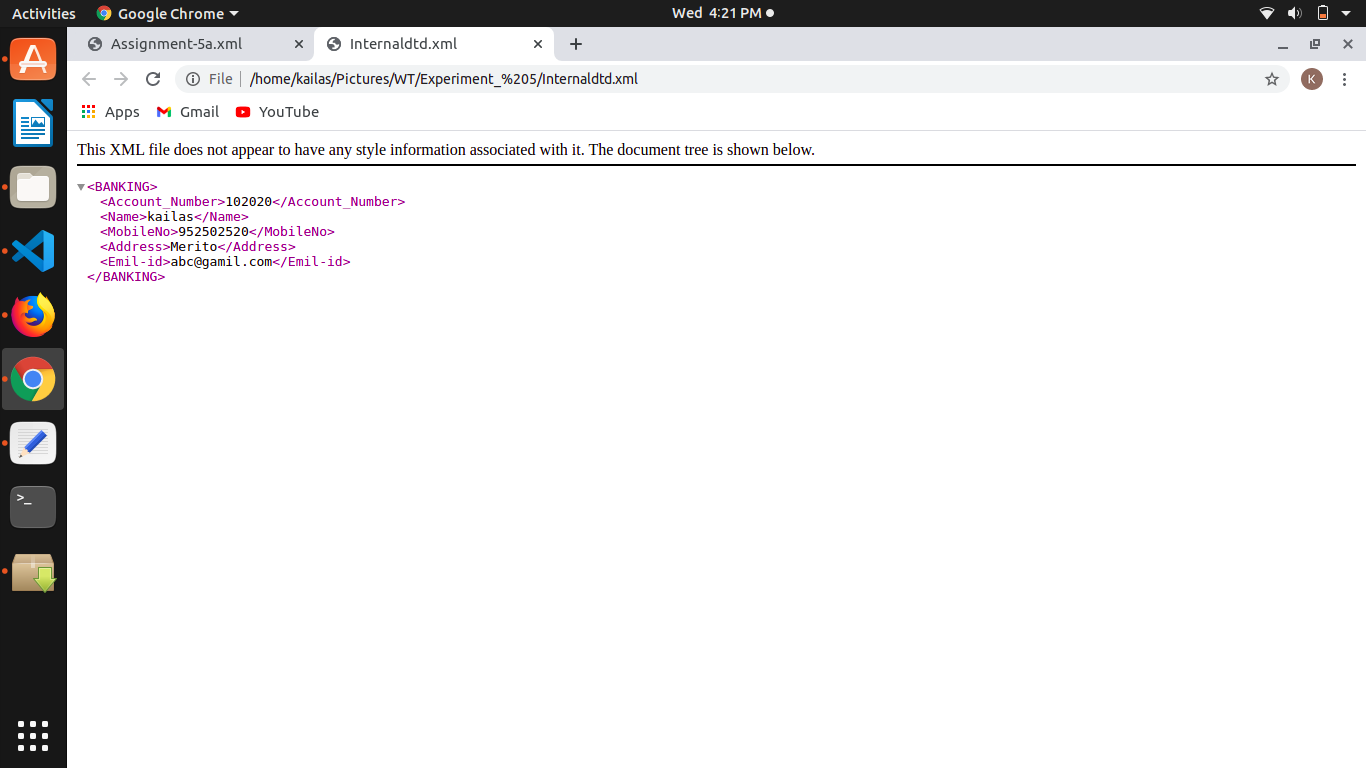 Activities Google Chrome Wed 4:21 PM
Assignment-5a.xml Internaldtd.xml
File /home/kailas/Pictures/WT/Experiment_%205/Internaldtd.xml K
Apps Gmail YouTube
This XML file does not appear to have any style information associated with it. The document tree is shown below.
<BANKING>
<Account_Number>102020</Account_Number>
<Name>kailas</Name>
<MobileNo>952502520</MobileNo>
<Address>Merito</Address>
<Emil-id>abc@gamil.com</Emil-id>
</BANKING>
>_